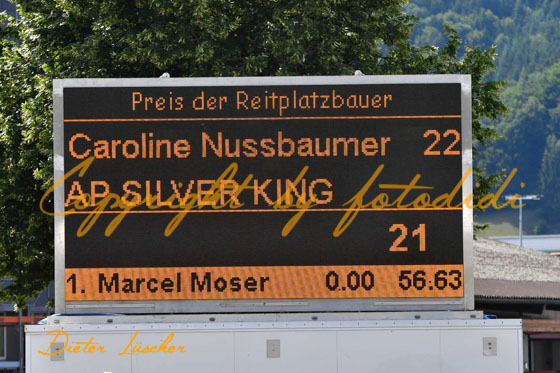 Preis der Reitplatzbauer
Caroline Nussbaumer 22
AP SILVER KING
Copyright by fotodidi
21
1. Marcel Moser 0.00 56.63
Dieter Lüscher